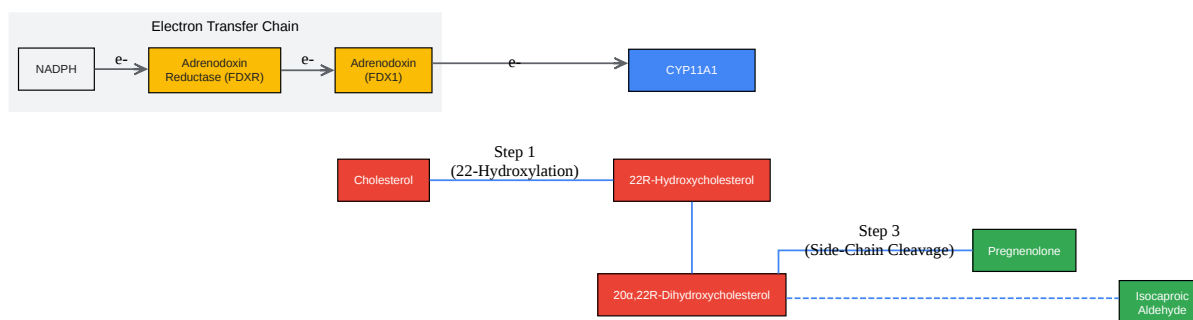 Electron Transfer Chain
NADPH
e-
Adrenodoxin
Reductase (FDXR)
e-
Adrenodoxin
(FDX1)
e-
CYP11A1
Cholesterol
Step 1
(22-Hydroxylation)
22R-Hydroxycholesterol
Step 3
(Side-Chain Cleavage)
Pregnenolone
20α,22R-Dihydroxycholesterol
Isocaproic
Aldehyde